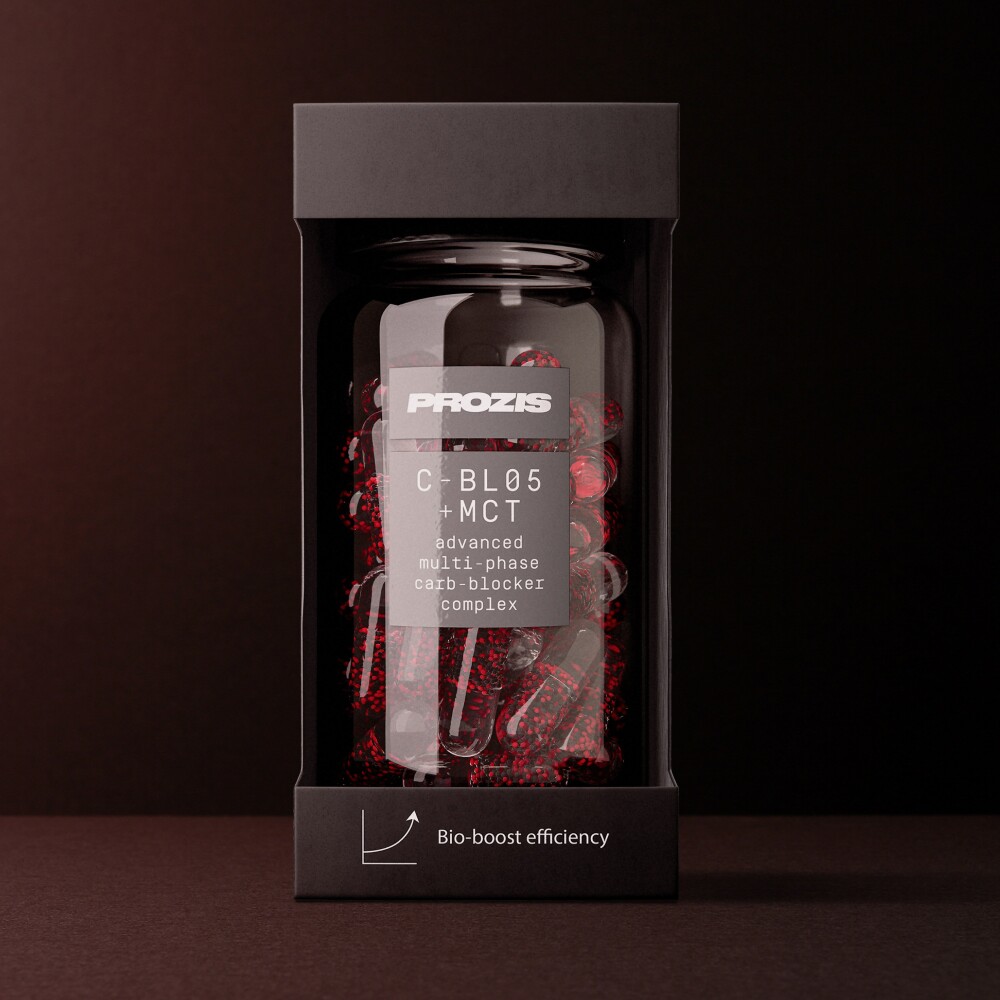 PROZIS
C-BL05
+MCT
advanced
multi-phase
carb-blocker
complex
Bio-boost efficiency